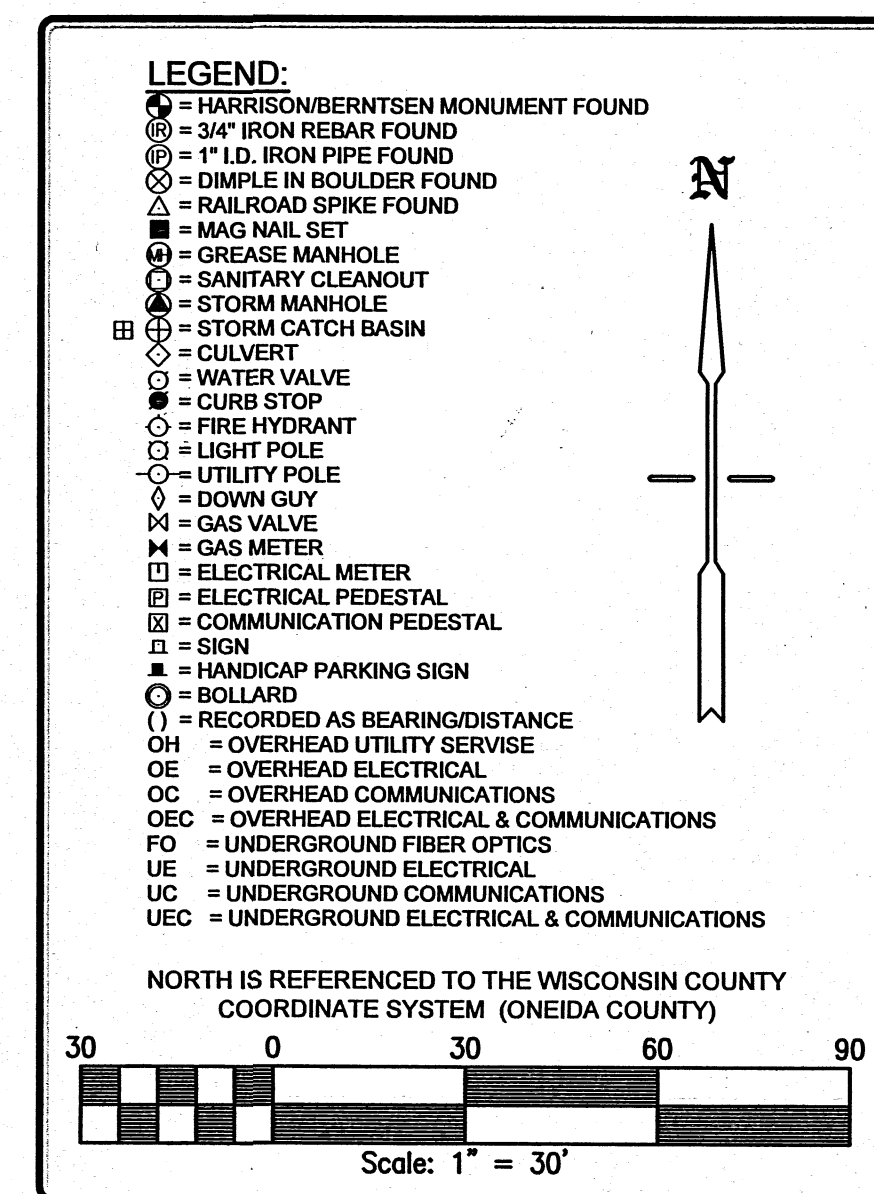 LEGEND:
= HARRISON/BERNTSEN MONUMENT FOUND
IR = 3/4" IRON REBAR FOUND
IP = 1" I.D. IRON PIPE FOUND
= DIMPLE IN BOULDER FOUND
= RAILROAD SPIKE FOUND
= MAG NAIL SET
MH = GREASE MANHOLE
= SANITARY CLEANOUT
= STORM MANHOLE
= STORM CATCH BASIN
= CULVERT
= WATER VALVE
= CURB STOP
= FIRE HYDRANT
= LIGHT POLE
= UTILITY POLE
= DOWN GUY
= GAS VALVE
= GAS METER
= ELECTRICAL METER
P = ELECTRICAL PEDESTAL
X = COMMUNICATION PEDESTAL
= SIGN
= HANDICAP PARKING SIGN
= BOLLARD
( ) = RECORDED AS BEARING/DISTANCE
OH = OVERHEAD UTILITY SERVISE
OE = OVERHEAD ELECTRICAL
OC = OVERHEAD COMMUNICATIONS
OEC = OVERHEAD ELECTRICAL & COMMUNICATIONS
FO = UNDERGROUND FIBER OPTICS
UE = UNDERGROUND ELECTRICAL
UC = UNDERGROUND COMMUNICATIONS
UEC = UNDERGROUND ELECTRICAL & COMMUNICATIONS
N
NORTH IS REFERENCED TO THE WISCONSIN COUNTY
COORDINATE SYSTEM (ONEIDA COUNTY)
30 0 30 60 90
Scale: 1" = 30'